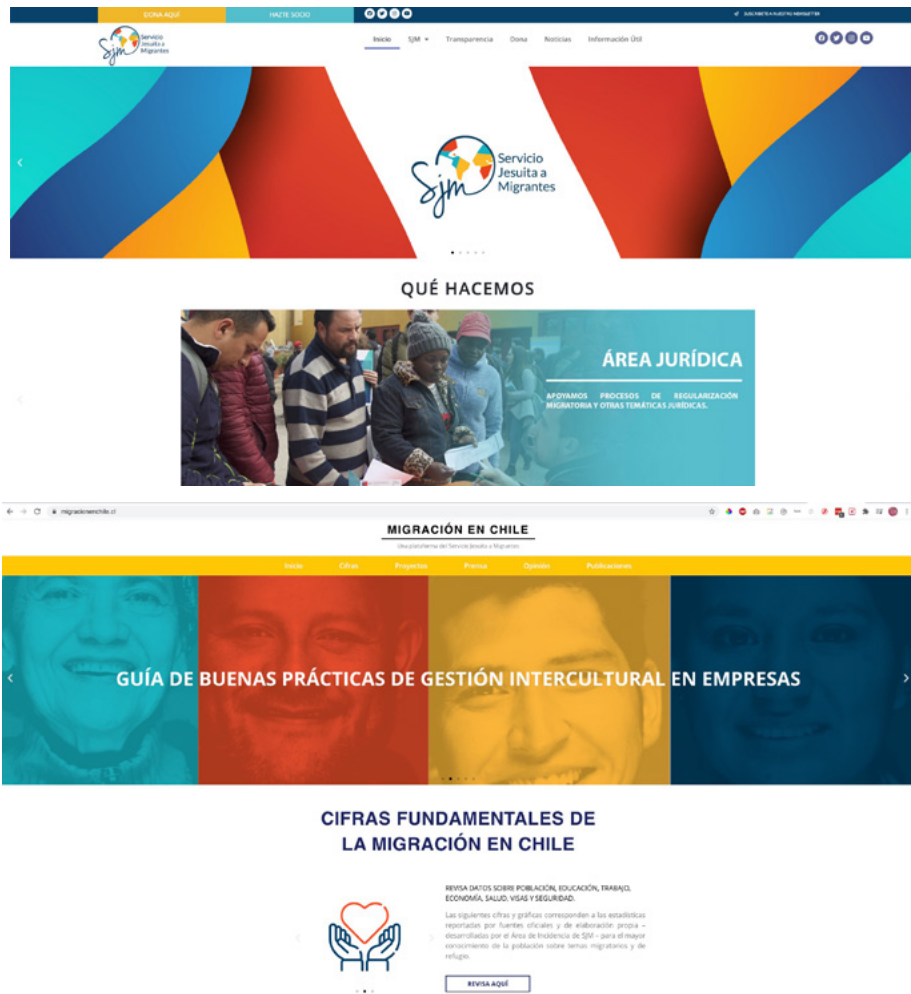 DONA AQUÍ
HAZTE SOCIO
SUSCRÍBETE A NUESTRO NEWSLETTER
Sjm Servicio
Jesuita a
Migrantes
Inicio SJM Transparencia Dona Noticias Información Útil
Sjm Servicio
Jesuita a
Migrantes
QUÉ HACEMOS
ÁREA JURÍDICA
APOYAMOS PROCESOS DE REGULARIZACIÓN
MIGRATORIA Y OTRAS TEMÁTICAS JURÍDICAS.
migracionenchile.cl
MIGRACIÓN EN CHILE
Una plataforma del Servicio Jesuita a Migrantes
Inicio Cifras Proyectos Prensa Opinión Publicaciones
GUÍA DE BUENAS PRÁCTICAS DE GESTIÓN INTERCULTURAL EN EMPRESAS
CIFRAS FUNDAMENTALES DE
LA MIGRACIÓN EN CHILE
REVISA DATOS SOBRE POBLACIÓN, EDUCACIÓN, TRABAJO,
ECONOMÍA, SALUD, VISAS Y SEGURIDAD.
Las siguientes cifras y gráficas corresponden a las estadísticas
reportadas por fuentes oficiales y de elaboración propia –
desarrolladas por el Área de Incidencia de SJM – para el mayor
conocimiento de la población sobre temas migratorios y de
refugio.
REVISA AQUÍ